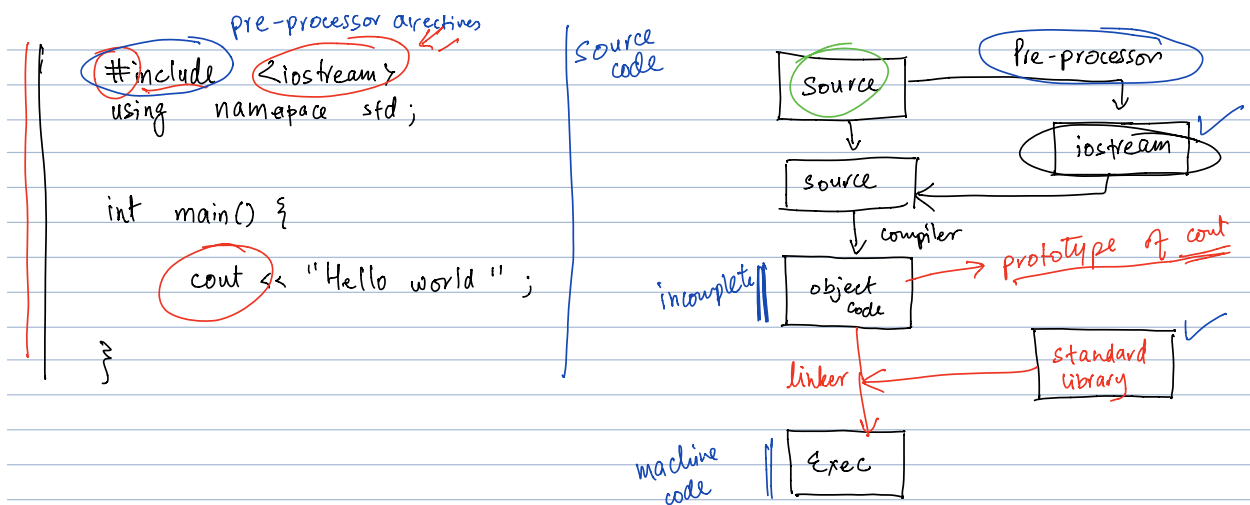 pre-processor directives
#include <iostream>
using namepace std;
int main() {
cout << "Hello world";
}
source
code
Source
Pre-processor
iostream
source
compiler
incomplete
object
code
prototype of cout
linker
standard
library
machine
code
Exec